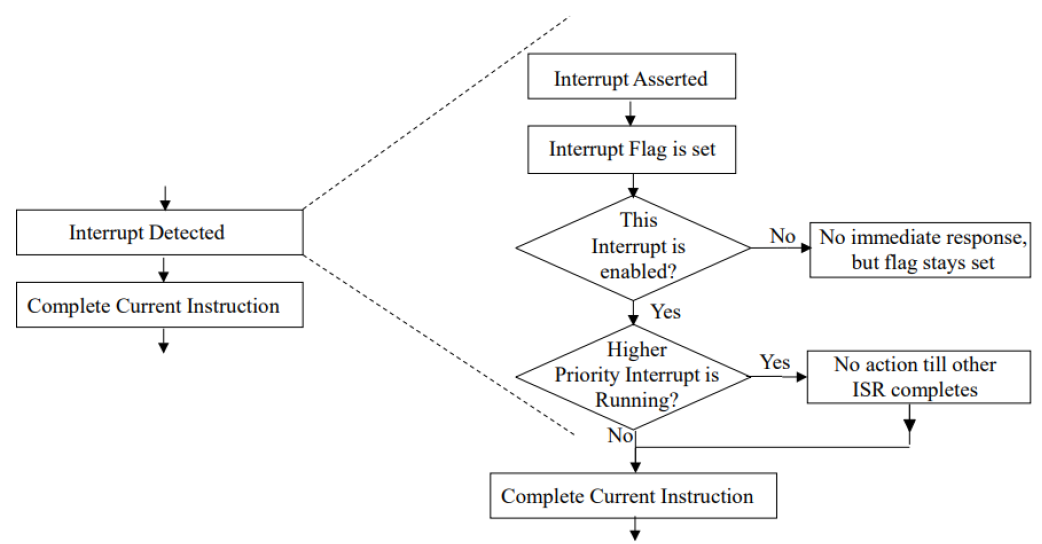 Interrupt Detected
Complete Current Instruction
Interrupt Asserted
Interrupt Flag is set
This
Interrupt is
enabled?
No
No immediate response,
but flag stays set
Yes
Higher
Priority Interrupt is
Running?
Yes
No action till other
ISR completes
No
Complete Current Instruction